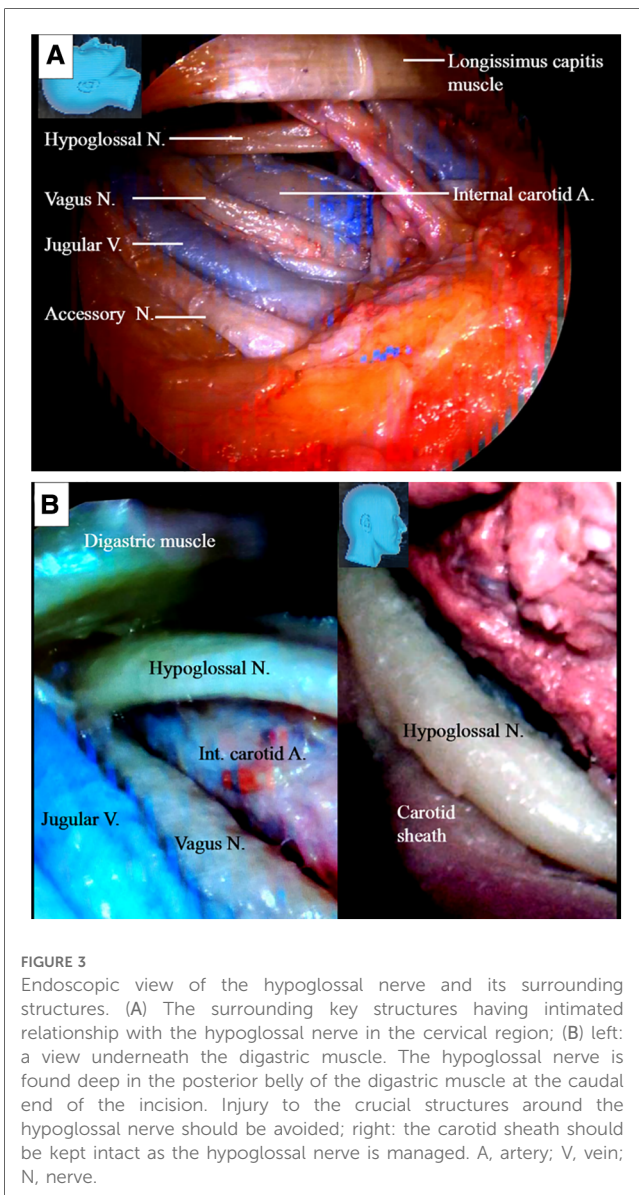 A
Longissimus capitis
muscle
Hypoglossal N.
Vagus N.
Internal carotid A.
Jugular V.
Accessory N.
B
Digastric muscle
Hypoglossal N.
Int. carotid A.
Jugular V.
Vagus N.
Hypoglossal N.
Carotid
sheath
FIGURE 3
Endoscopic view of the hypoglossal nerve and its surrounding
structures. (A) The surrounding key structures having intimated
relationship with the hypoglossal nerve in the cervical region; (B) left:
a view underneath the digastric muscle. The hypoglossal nerve is
found deep in the posterior belly of the digastric muscle at the caudal
end of the incision. Injury to the crucial structures around the
hypoglossal nerve should be avoided; right: the carotid sheath should
be kept intact as the hypoglossal nerve is managed. A, artery; V, vein;
N, nerve.